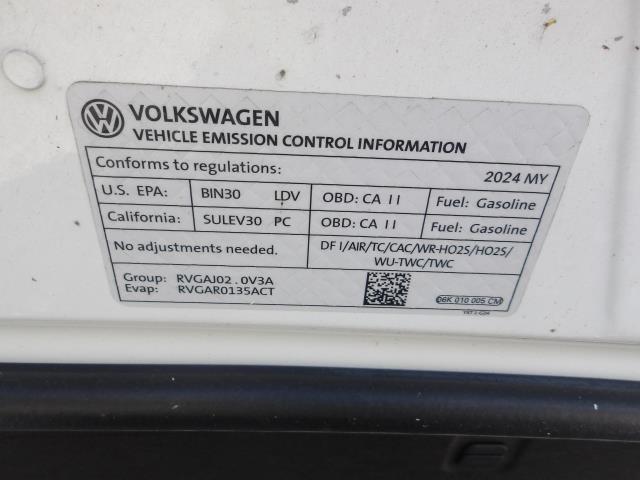 VOLKSWAGEN
VEHICLE EMISSION CONTROL INFORMATION
Conforms to regulations: 2024 MY
U.S. EPA: BIN30 LDV OBD: CA II Fuel: Gasoline
California: SULEV30 PC OBD: CA II Fuel: Gasoline
No adjustments needed. DFI/AIR/TC/CAC/WR-HO2S/HO2S/
WU-TWC/TWC
Group: RVGAJ02.0V3A
Evap: RVGAR0135ACT
06K 010 005 CM